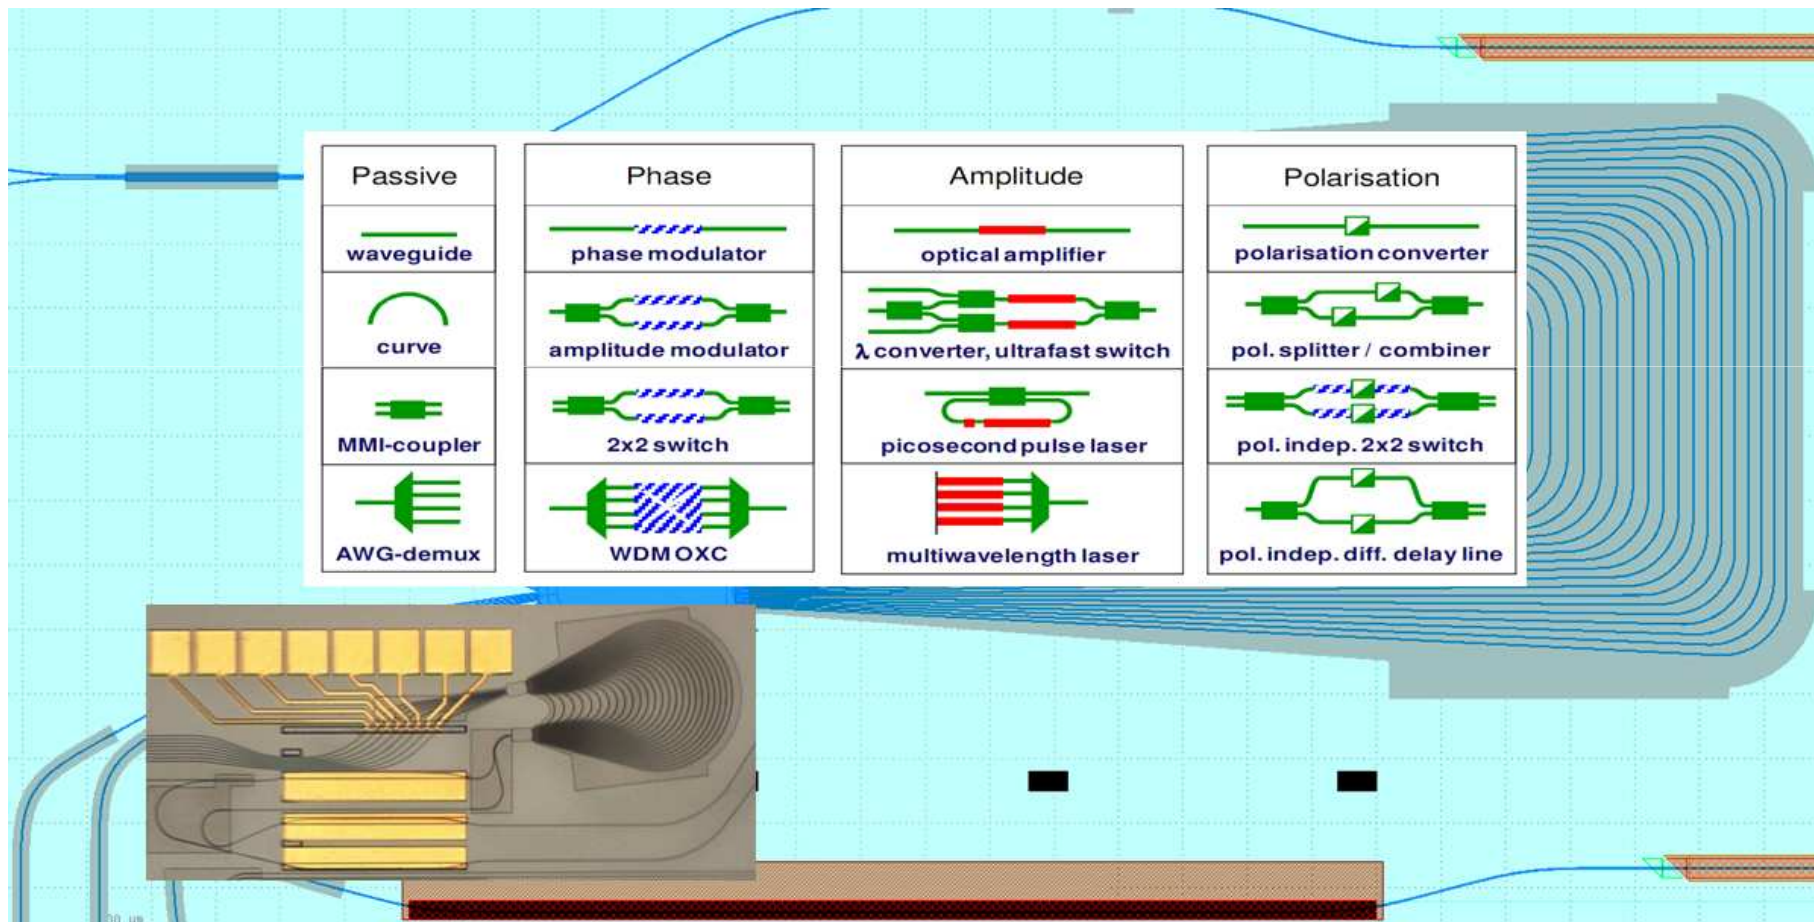 Passive
waveguide
curve
MMI-coupler
AWG-demux
Phase
phase modulator
amplitude modulator
2x2 switch
WDM OXC
Amplitude
optical amplifier
λ converter, ultrafast switch
picosecond pulse laser
multiwavelength laser
Polarisation
polarisation converter
pol. splitter / combiner
pol. indep. 2x2 switch
pol. indep. diff. delay line